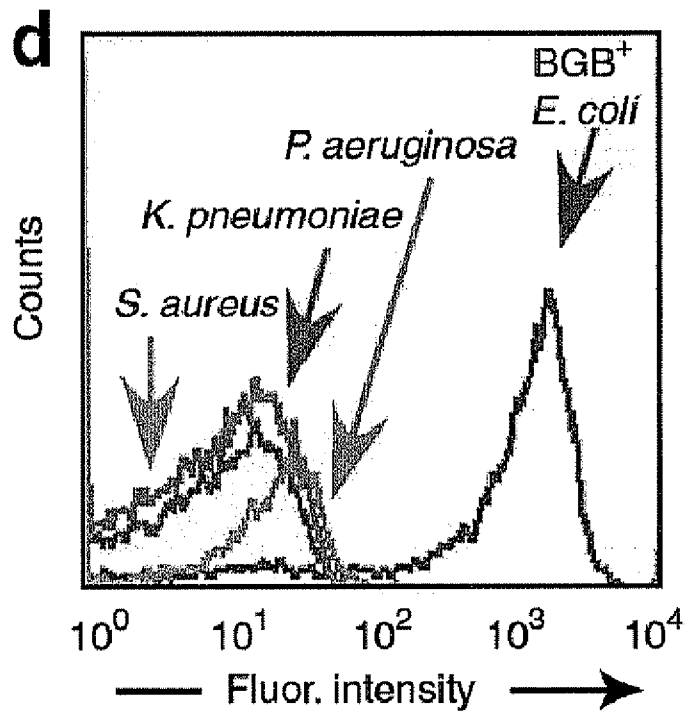 d
BGB⁺
E. coli
P. aeruginosa
K. pneumoniae
S. aureus
Counts
10⁰ 10¹ 10² 10³ 10⁴
Fluor. intensity